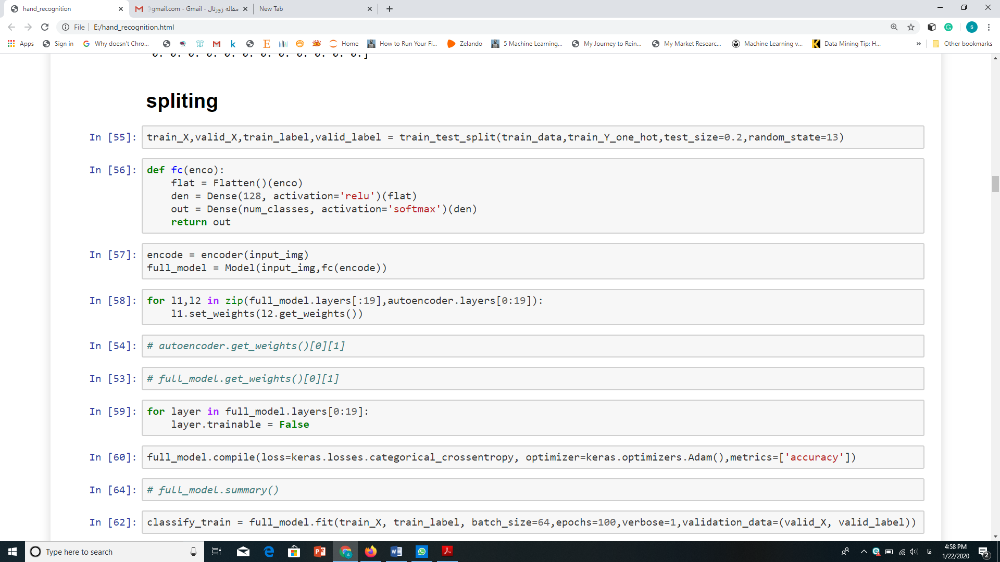 hand_recognition
@gmail.com - Gmail - مقاله ژورنال
New Tab
File
E:/hand_recognition.html
s
Apps
Sign in
Why doesn't Chro...
k
E
Home
How to Run Your Fi...
Zelando
5 Machine Learning...
My Journey to Rein...
My Market Researc...
Machine Learning v...
Data Mining Tip: H...
»
Other bookmarks
0. 0. 0. 0. 0. 0. 0. 0. 0. 0. 0. 0.]
spliting
In [55]: train_X,valid_X,train_label,valid_label = train_test_split(train_data,train_Y_one_hot,test_size=0.2,random_state=13)
In [56]: def fc(enco):
flat = Flatten()(enco)
den = Dense(128, activation='relu')(flat)
out = Dense(num_classes, activation='softmax')(den)
return out
In [57]: encode = encoder(input_img)
full_model = Model(input_img,fc(encode))
In [58]: for l1,l2 in zip(full_model.layers[:19],autoencoder.layers[0:19]):
l1.set_weights(l2.get_weights())
In [54]: # autoencoder.get_weights()[0][1]
In [53]: # full_model.get_weights()[0][1]
In [59]: for layer in full_model.layers[0:19]:
layer.trainable = False
In [60]: full_model.compile(loss=keras.losses.categorical_crossentropy, optimizer=keras.optimizers.Adam(),metrics=['accuracy'])
In [64]: # full_model.summary()
In [62]: classify_train = full_model.fit(train_X, train_label, batch_size=64,epochs=100,verbose=1,validation_data=(valid_X, valid_label))
Type here to search
فا
4:58 PM
1/22/2020
2